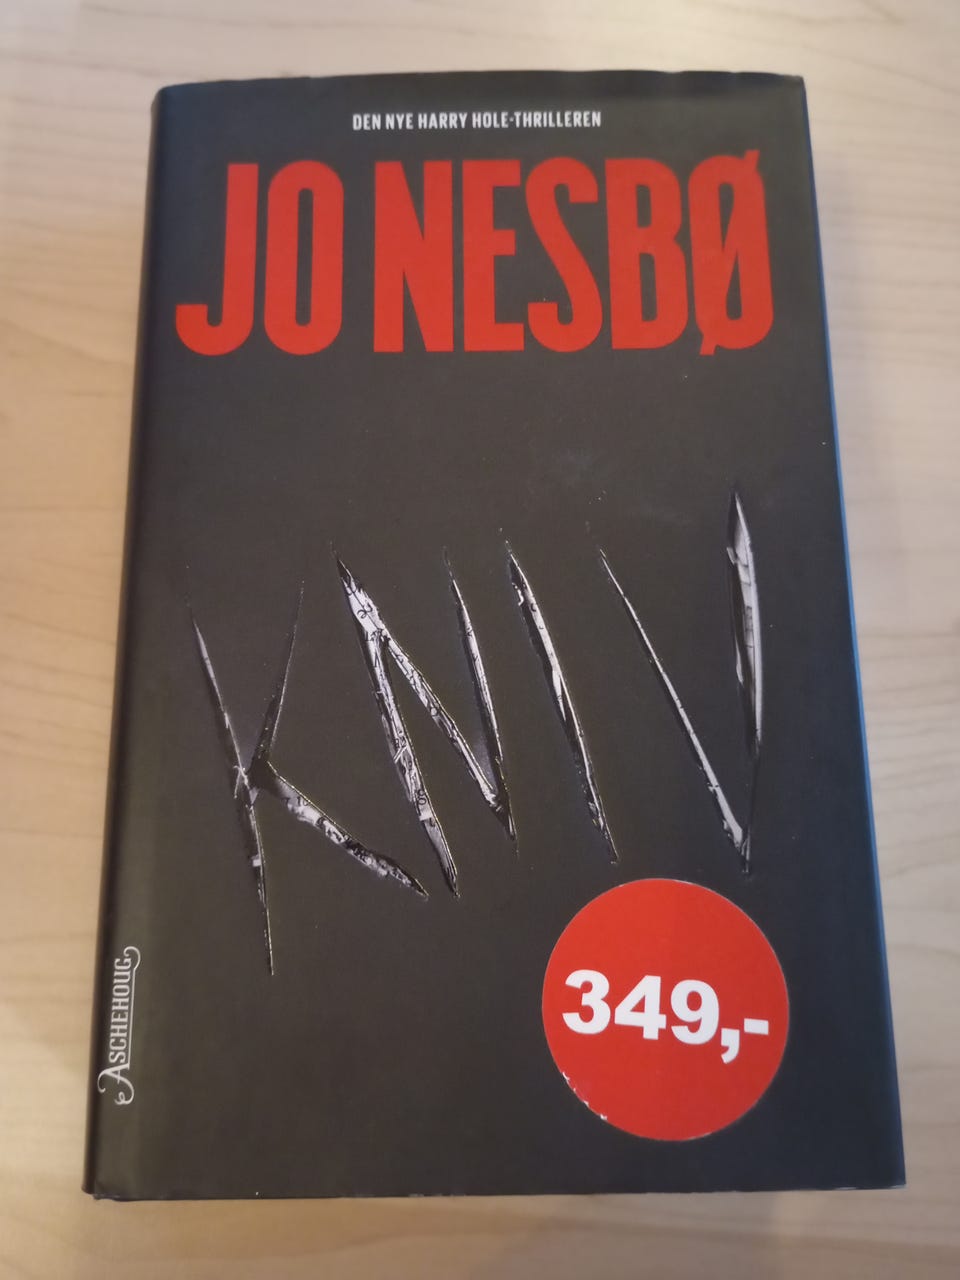 DEN NYE HARRY HOLE-THRILLEREN
JO NESBØ
KNIV
349,-
ASCHEHOUG